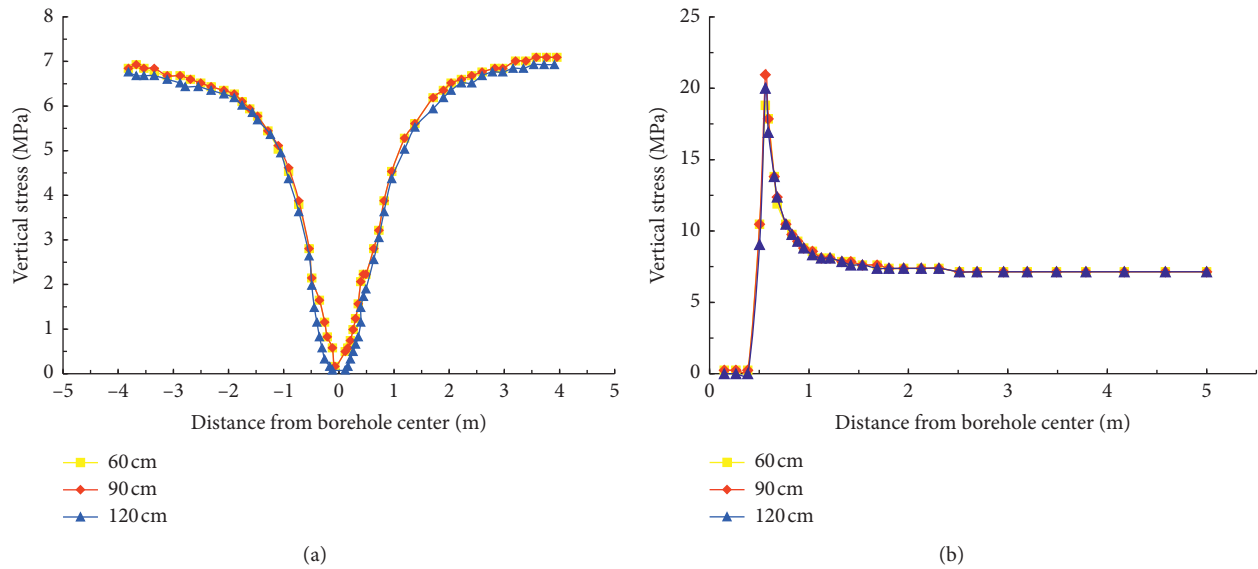 8
7
6
5
4
3
2
1
0
Vertical stress (MPa)
–5 –4 –3 –2 –1 0 1 2 3 4 5
Distance from borehole center (m)
60 cm
90 cm
120 cm
(a)
25
20
15
10
5
0
Vertical stress (MPa)
0 1 2 3 4 5
Distance from borehole center (m)
60 cm
90 cm
120 cm
(b)